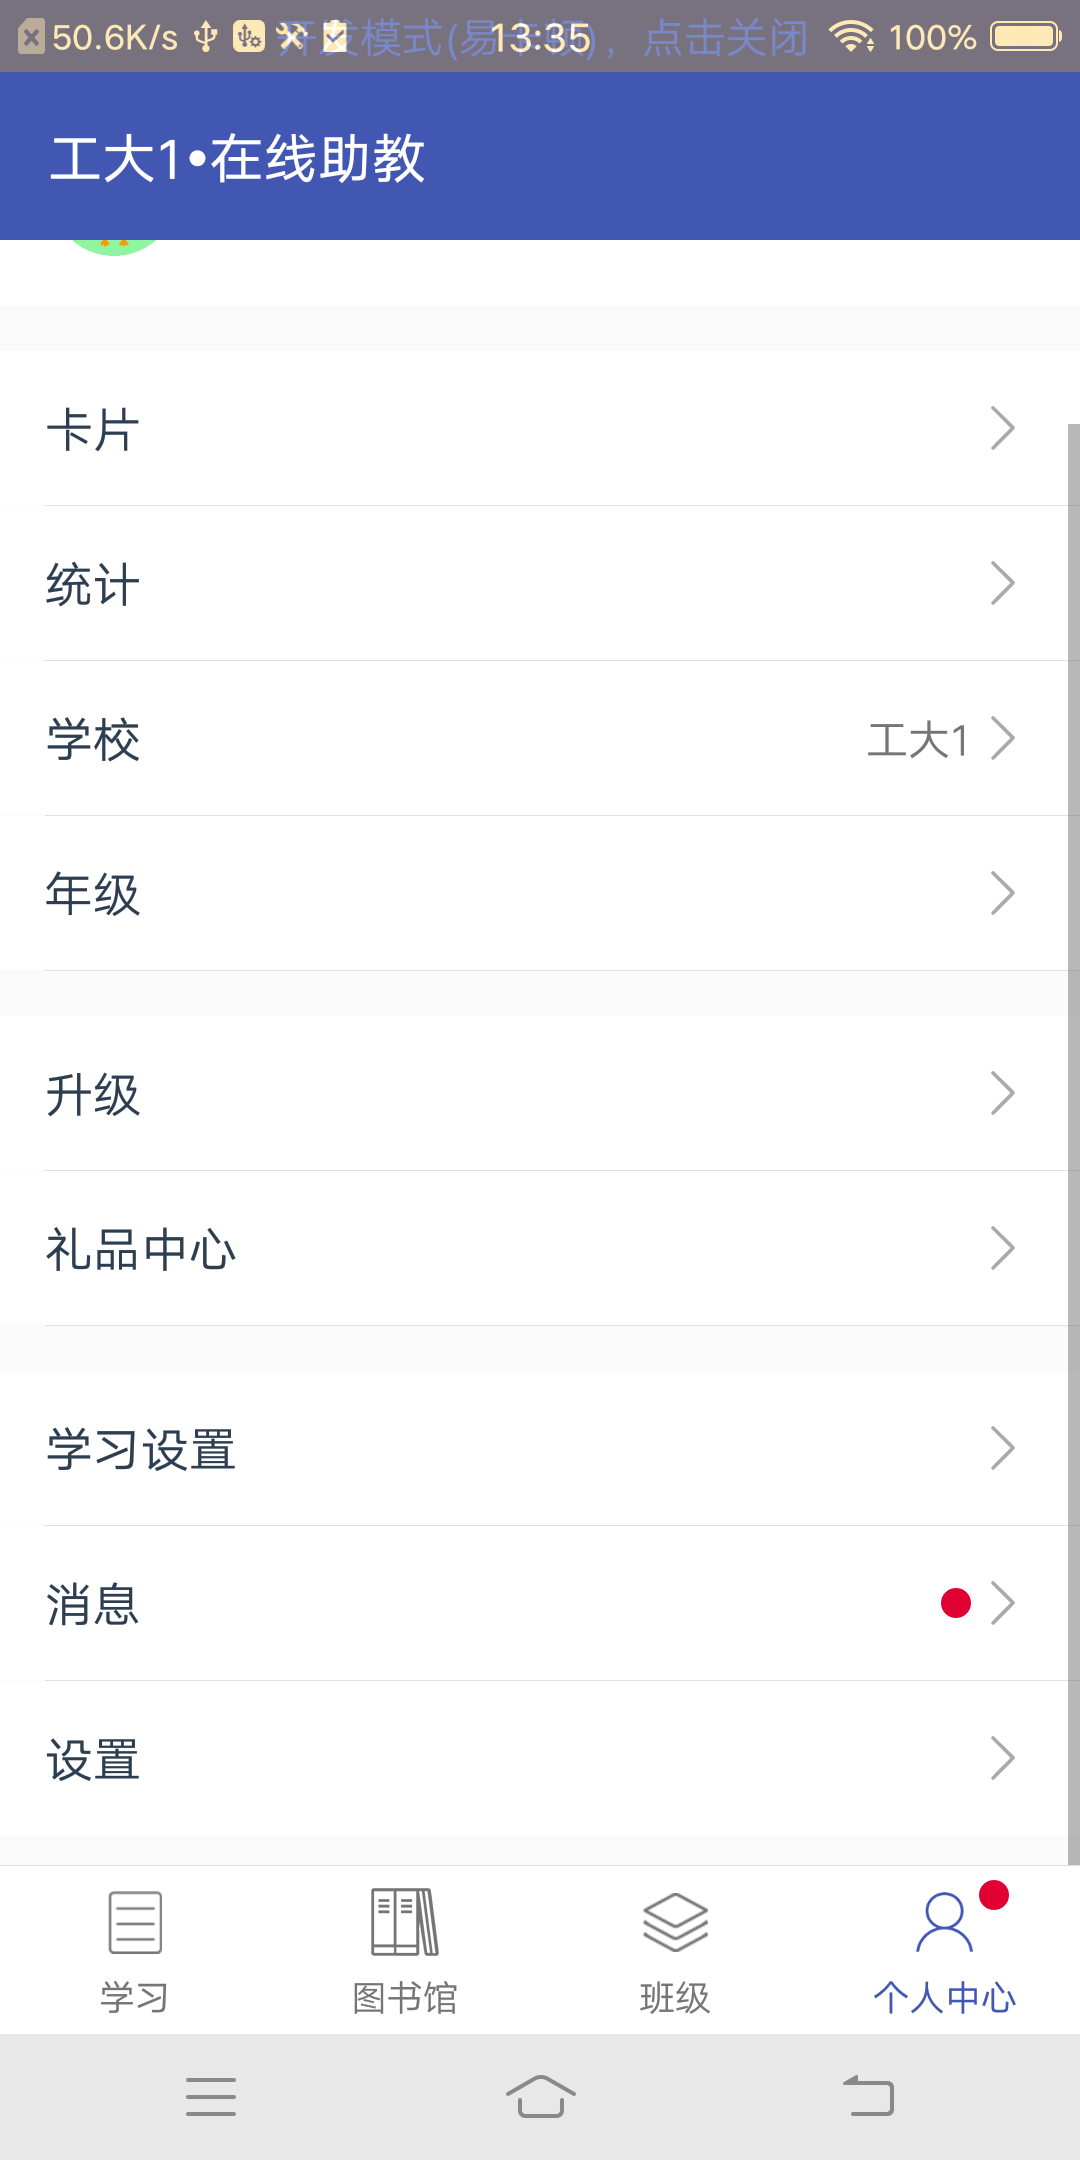 50.6K/s 开发模式(易卡顿)，点击关闭 13:35 100%
工大1•在线助教
卡片
统计
学校 工大1
年级
升级
礼品中心
学习设置
消息
设置
学习 图书馆 班级 个人中心